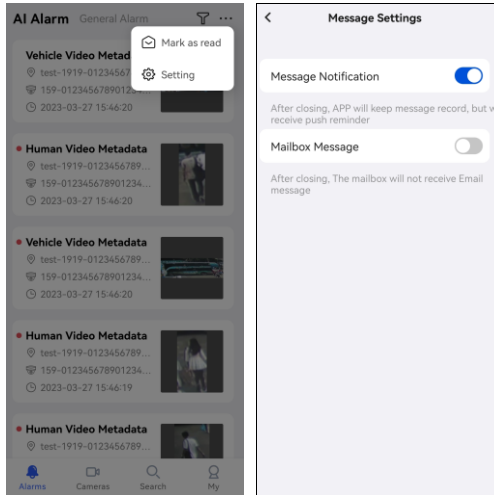 AI Alarm General Alarm
Mark as read
Setting
Vehicle Video Metad
test-1919-01234567
159-01234567890123...
2023-03-27 15:46:20
Human Video Metadata
test-1919-0123456789...
159-012345678901234...
2023-03-27 15:46:20
Vehicle Video Metadata
test-1919-0123456789...
159-012345678901234...
2023-03-27 15:46:20
Human Video Metadata
test-1919-0123456789...
159-012345678901234...
2023-03-27 15:46:19
Human Video Metadata
test-1919-0123456789...
Alarms Cameras Search My
Message Settings
Message Notification
After closing, APP will keep message record, but w
receive push reminder
Mailbox Message
After closing, The mailbox will not receive Email
message